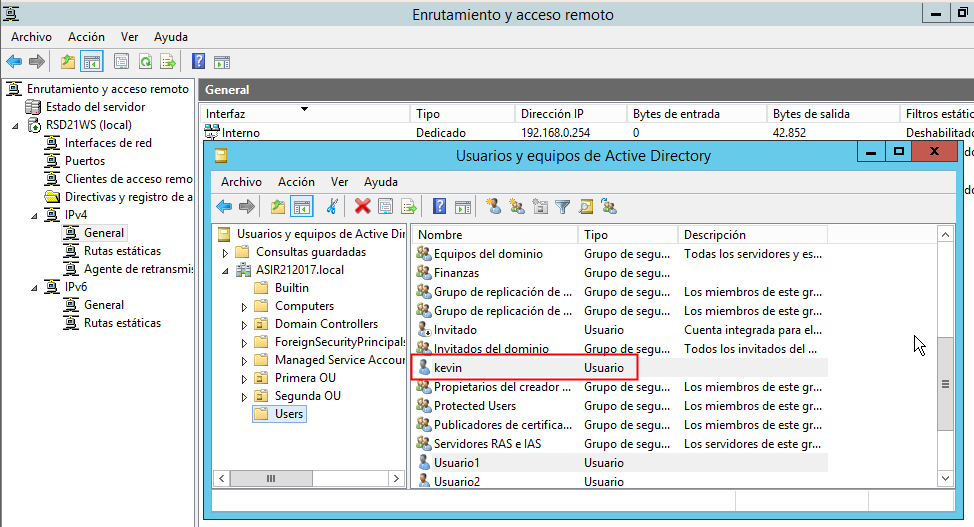 Enrutamiento y acceso remoto
Archivo Acción Ver Ayuda
Enrutamiento y acceso remoto
Estado del servidor
RSD21WS (local)
Interfaces de red
Puertos
Clientes de acceso remo
Directivas y registro de a
IPv4
General
Rutas estáticas
Agente de retransmis
IPv6
General
Rutas estáticas
General
Interfaz Tipo Dirección IP Bytes de entrada Bytes de salida Filtros estátic
Interno Dedicado 192.168.0.254 0 42.852 Deshabilitado
Usuarios y equipos de Active Directory
Archivo Acción Ver Ayuda
Usuarios y equipos de Active Dir
Consultas guardadas
ASIR212017.local
Builtin
Computers
Domain Controllers
ForeignSecurityPrincipals
Managed Service Accoun
Primera OU
Segunda OU
Users
Nombre Tipo Descripción
Equipos del dominio Grupo de segu... Todas los servidores y es...
Finanzas Grupo de segu...
Grupo de replicación de ... Grupo de segu... Los miembros de este gr...
Grupo de replicación de ... Grupo de segu... Los miembros de este gr...
Invitado Usuario Cuenta integrada para el...
Invitados del dominio Grupo de segu... Todos los invitados del ...
kevin Usuario
Propietarios del creador ... Grupo de segu... Los miembros de este gr...
Protected Users Grupo de segu... Los miembros de este gr...
Publicadores de certifica... Grupo de segu... Los miembros de este gr...
Servidores RAS e IAS Grupo de segu... Los servidores de este gr...
Usuario1 Usuario
Usuario2 Usuario